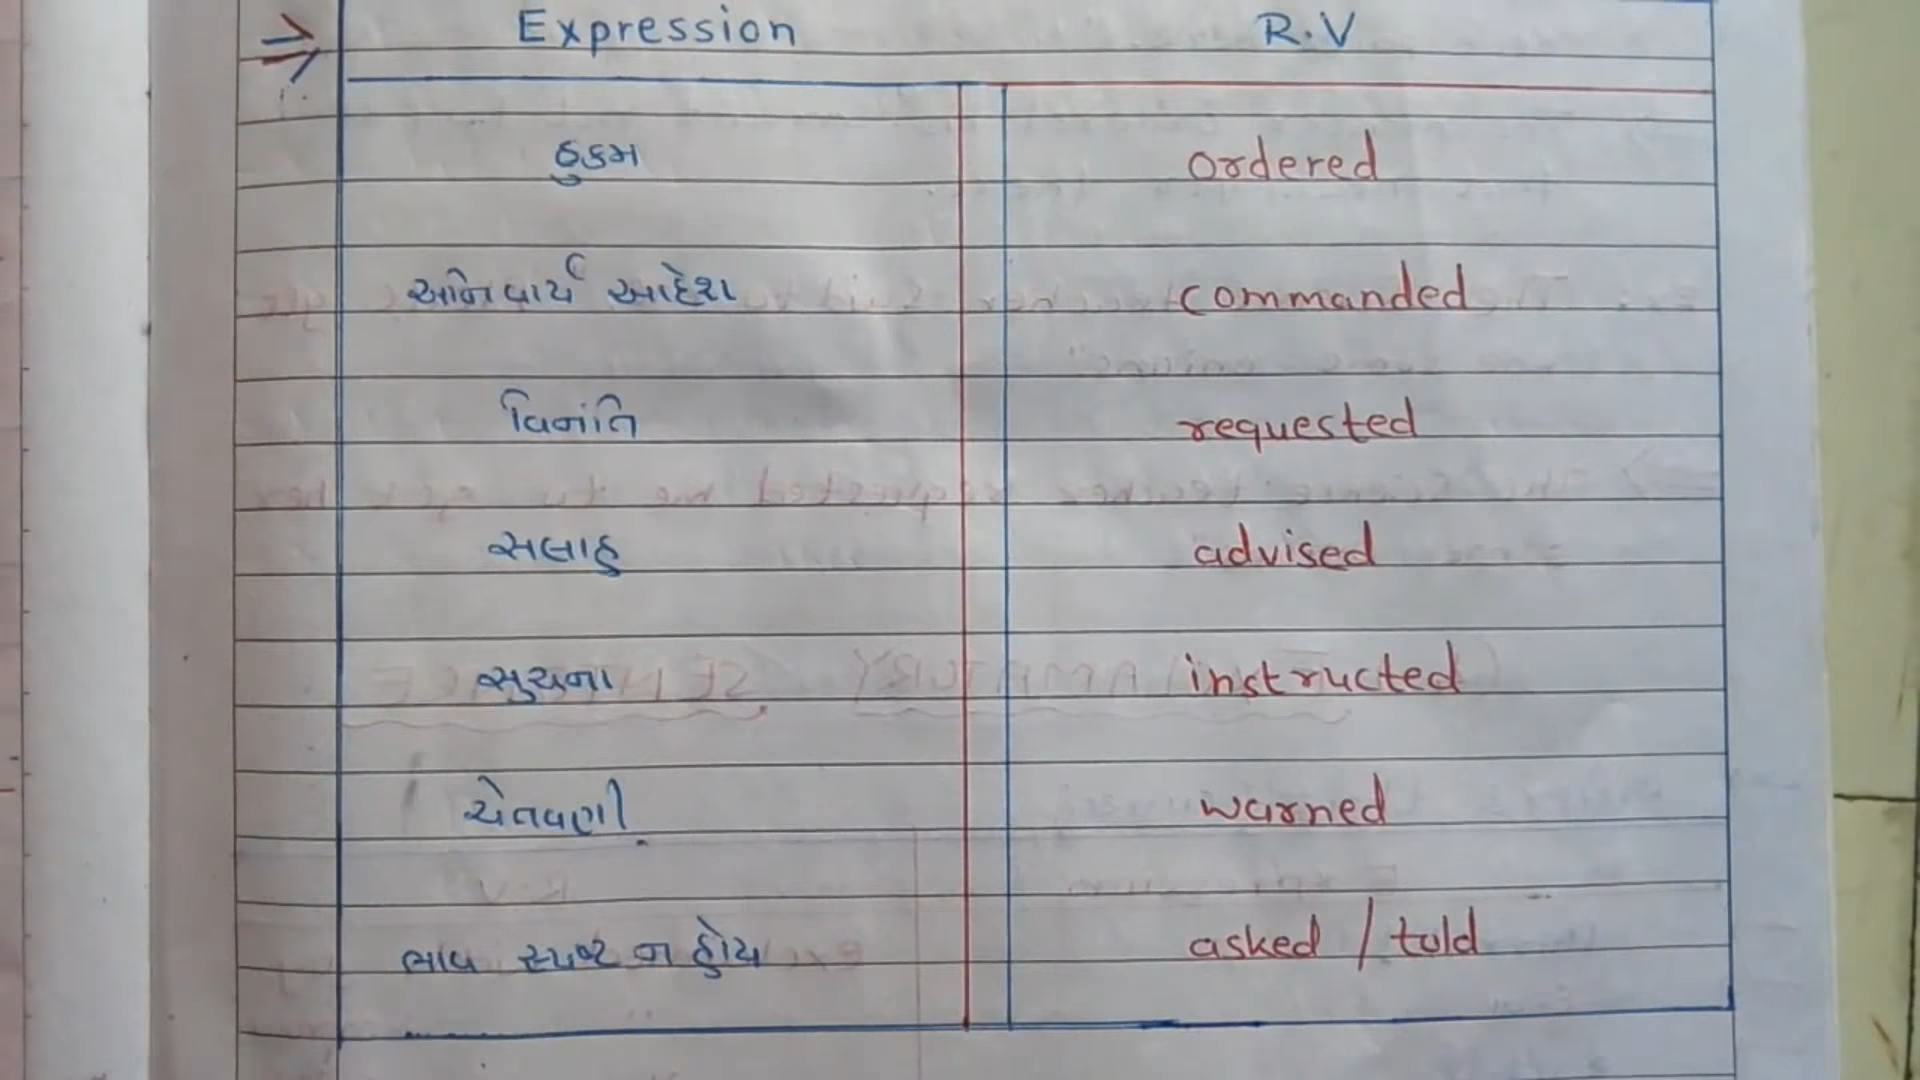 Expression R.V
હુકમ ordered
અનિવાર્ય આદેશ commanded
વિનંતિ requested
સલાહ advised
સુચના instructed
ચેતવણી warned
ભાવ સ્પષ્ટ ન હોય asked / told